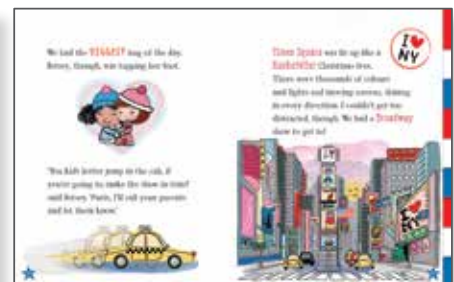 We had the BIGGEST hug of the day.
Betsey, though, was tapping her foot.
'You kids better jump in the cab, if
you're going to make the show in time!'
said Betsey. 'Paris, I'll call your parents
and let them know.'
Times Square was lit up like a
Rockefeller Christmas tree.
There were thousands of colours
and lights and moving screens, shining
in every direction. I couldn't get too
distracted, though. We had a Broadway
show to get to!
I ♥
NY
I ♥
NY